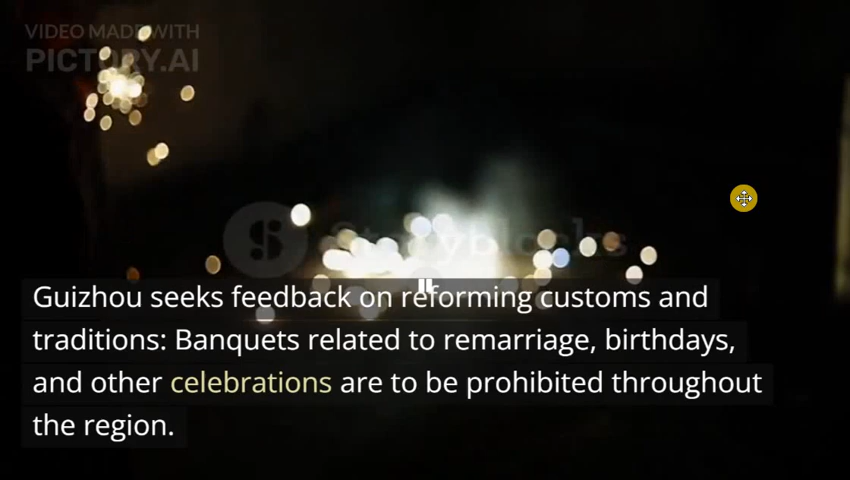 VIDEO MADE WITH
PICTORY.AI
Storyblocks
Guizhou seeks feedback on reforming customs and
traditions: Banquets related to remarriage, birthdays,
and other celebrations are to be prohibited throughout
the region.